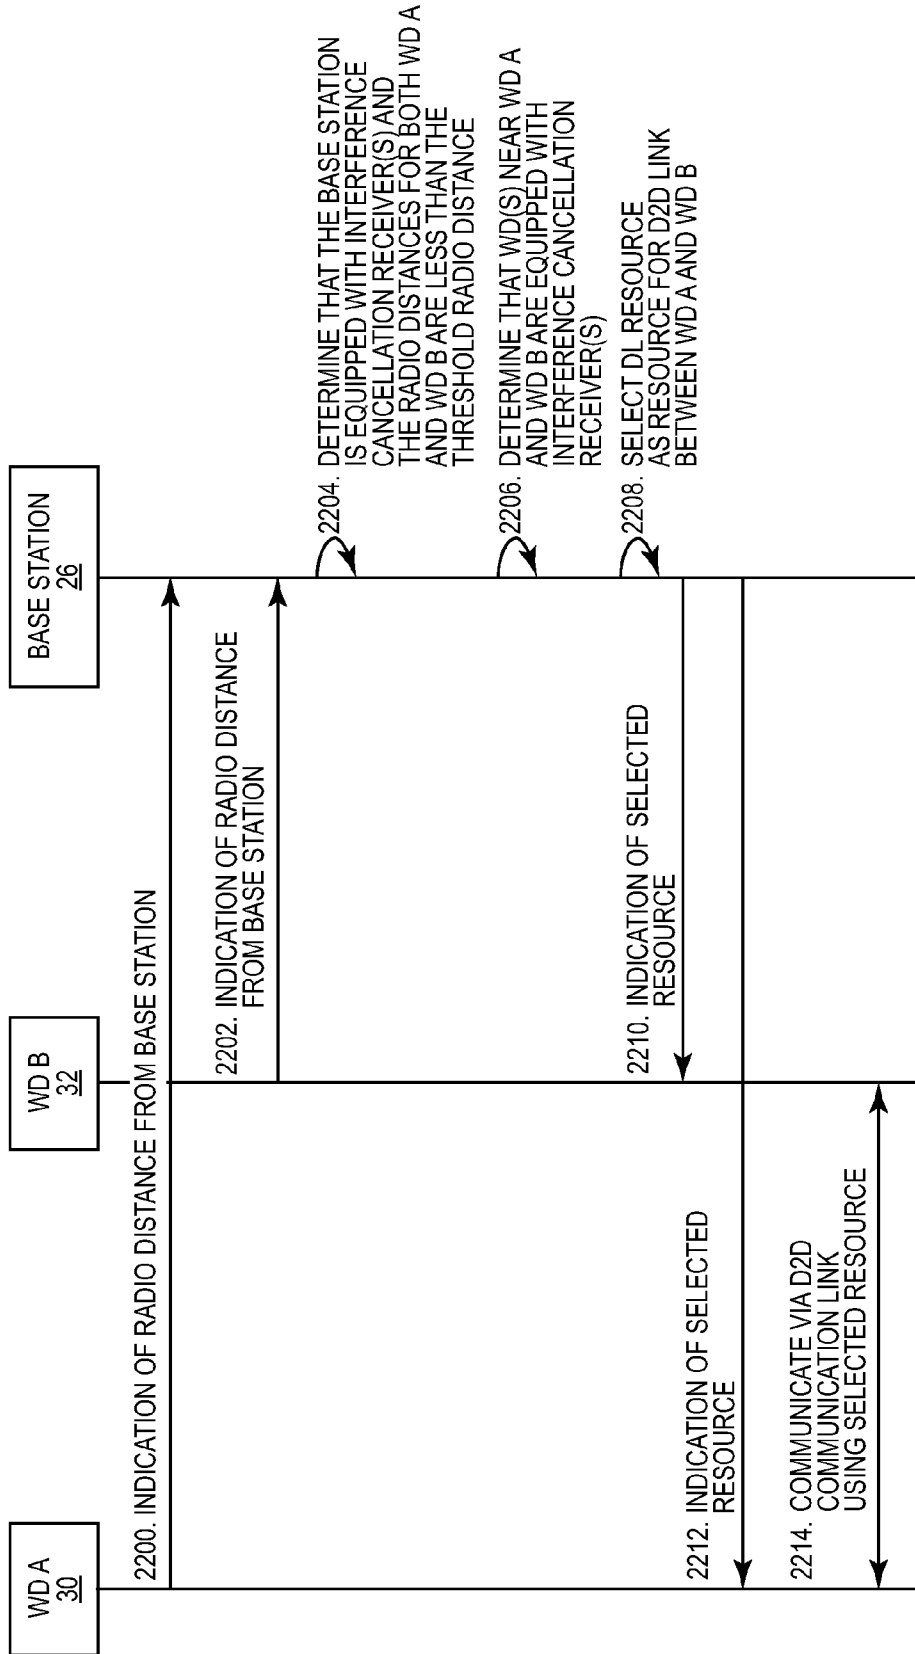 WD A
30
WD B
32
BASE STATION
26
2200. INDICATION OF RADIO DISTANCE FROM BASE STATION
2202. INDICATION OF RADIO DISTANCE
FROM BASE STATION
2204. DETERMINE THAT THE BASE STATION
IS EQUIPPED WITH INTERFERENCE
CANCELLATION RECEIVER(S) AND
THE RADIO DISTANCES FOR BOTH WD A
AND WD B ARE LESS THAN THE
THRESHOLD RADIO DISTANCE
2206. DETERMINE THAT WD(S) NEAR WD A
AND WD B ARE EQUIPPED WITH
INTERFERENCE CANCELLATION
RECEIVER(S)
2208. SELECT DL RESOURCE
AS RESOURCE FOR D2D LINK
BETWEEN WD A AND WD B
2210. INDICATION OF SELECTED
RESOURCE
2212. INDICATION OF SELECTED
RESOURCE
2214. COMMUNICATE VIA D2D
COMMUNICATION LINK
USING SELECTED RESOURCE